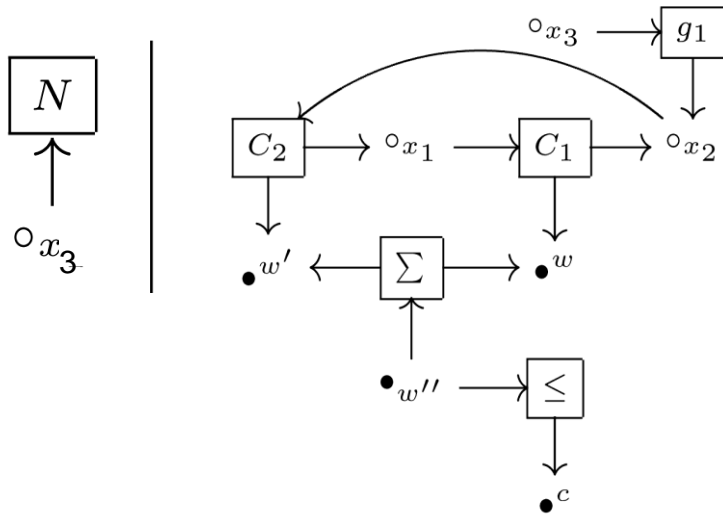 x₃ g₁
N
C₂ x₁ C₁ x₂
x₃
w′ Σ w
w″ ≤
c